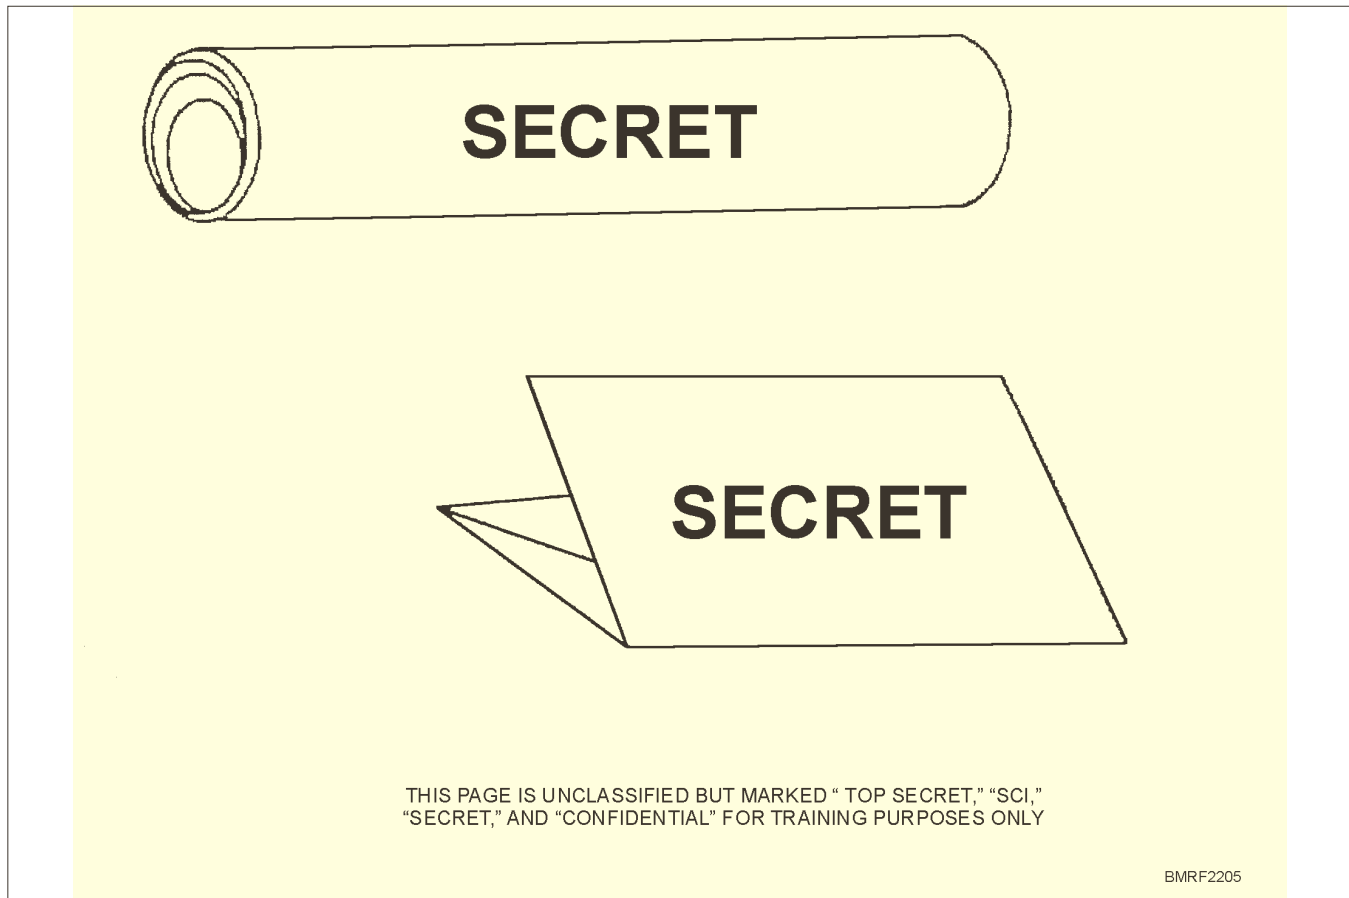 SECRET
SECRET
THIS PAGE IS UNCLASSIFIED BUT MARKED “ TOP SECRET,” “SCI,”
“SECRET,” AND “CONFIDENTIAL” FOR TRAINING PURPOSES ONLY
BMRF2205